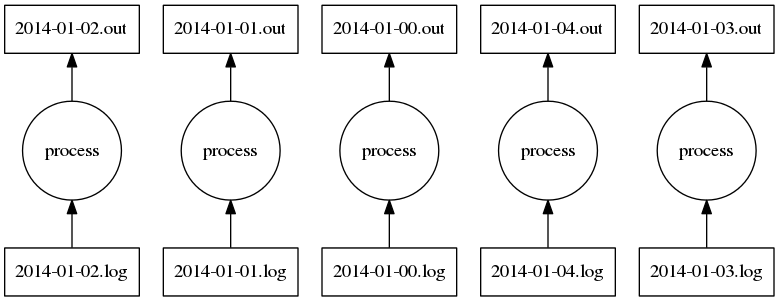 2014-01-02.out
2014-01-01.out
2014-01-00.out
2014-01-04.out
2014-01-03.out
process
process
process
process
process
2014-01-02.log
2014-01-01.log
2014-01-00.log
2014-01-04.log
2014-01-03.log